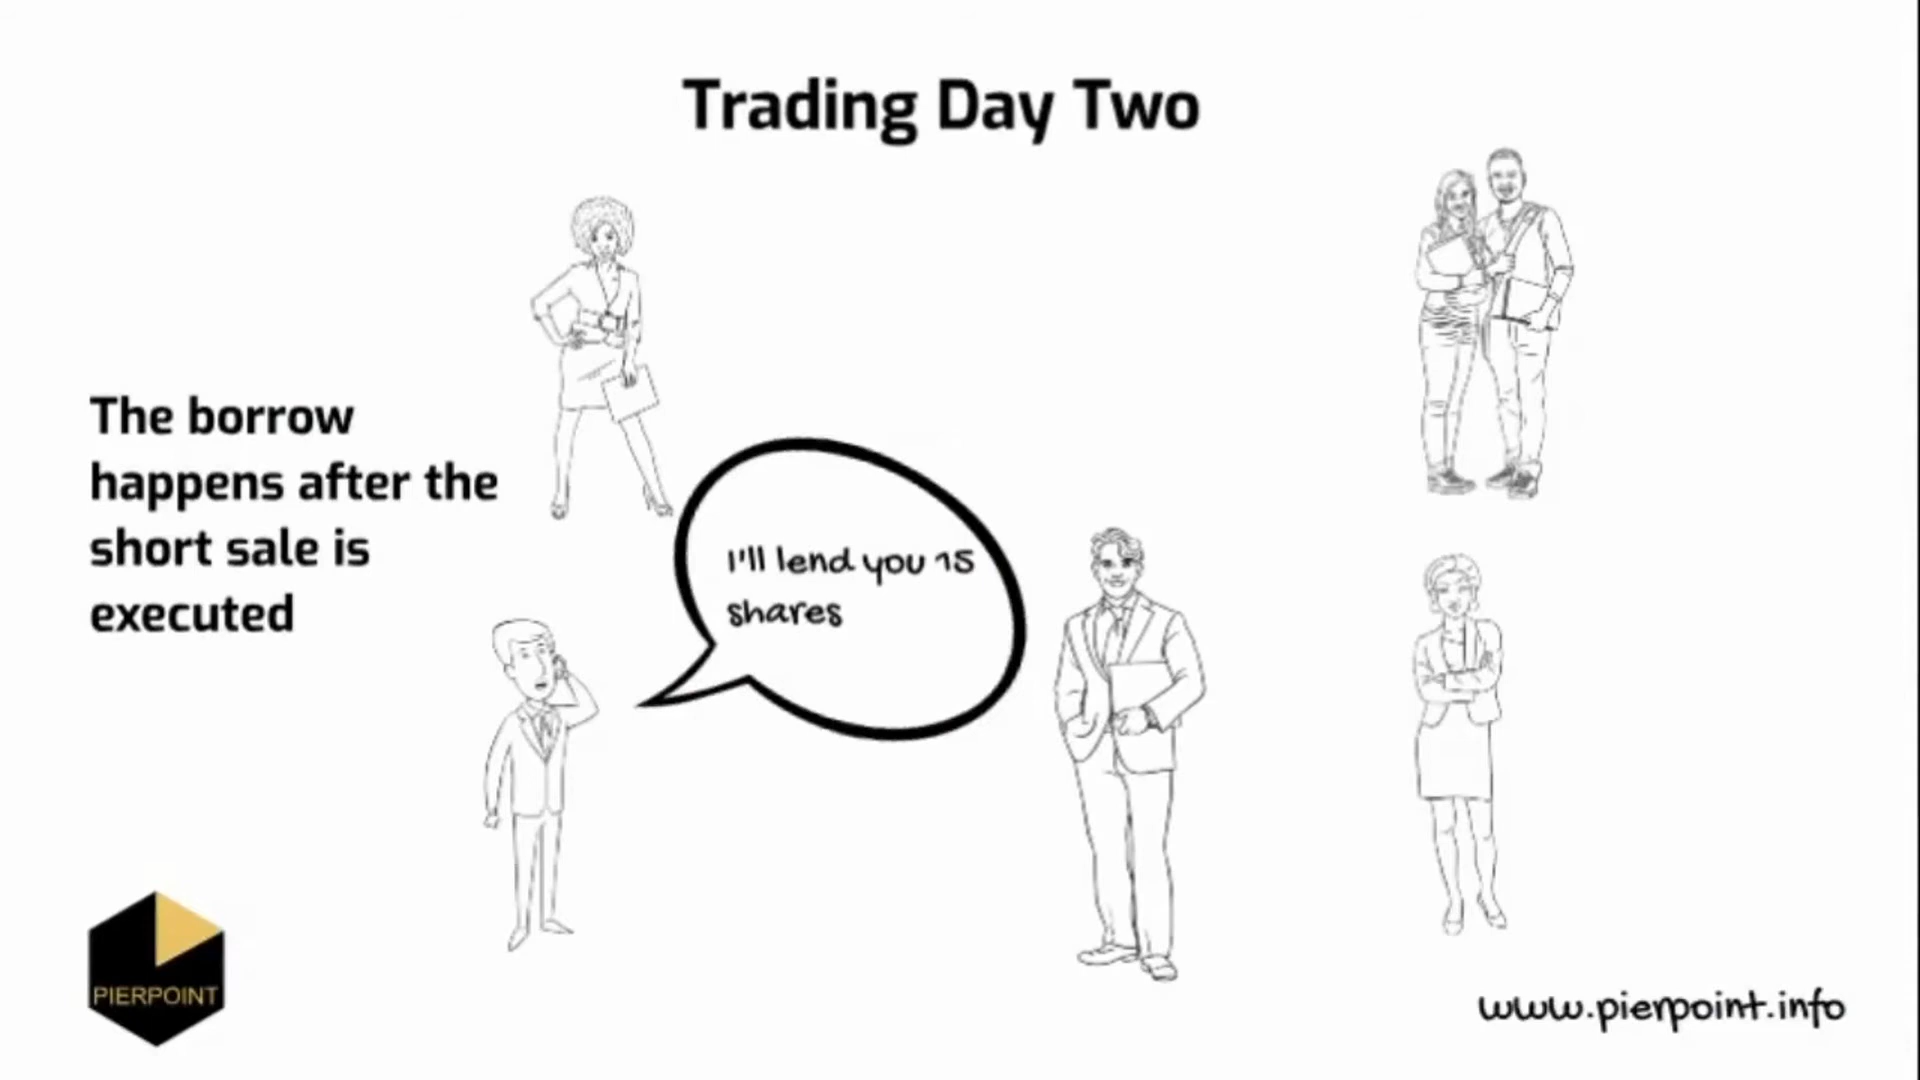 Trading Day Two
The borrow
happens after the
short sale is
executed
I'll lend you 15
shares
PIERPOINT
www.pierpoint.info